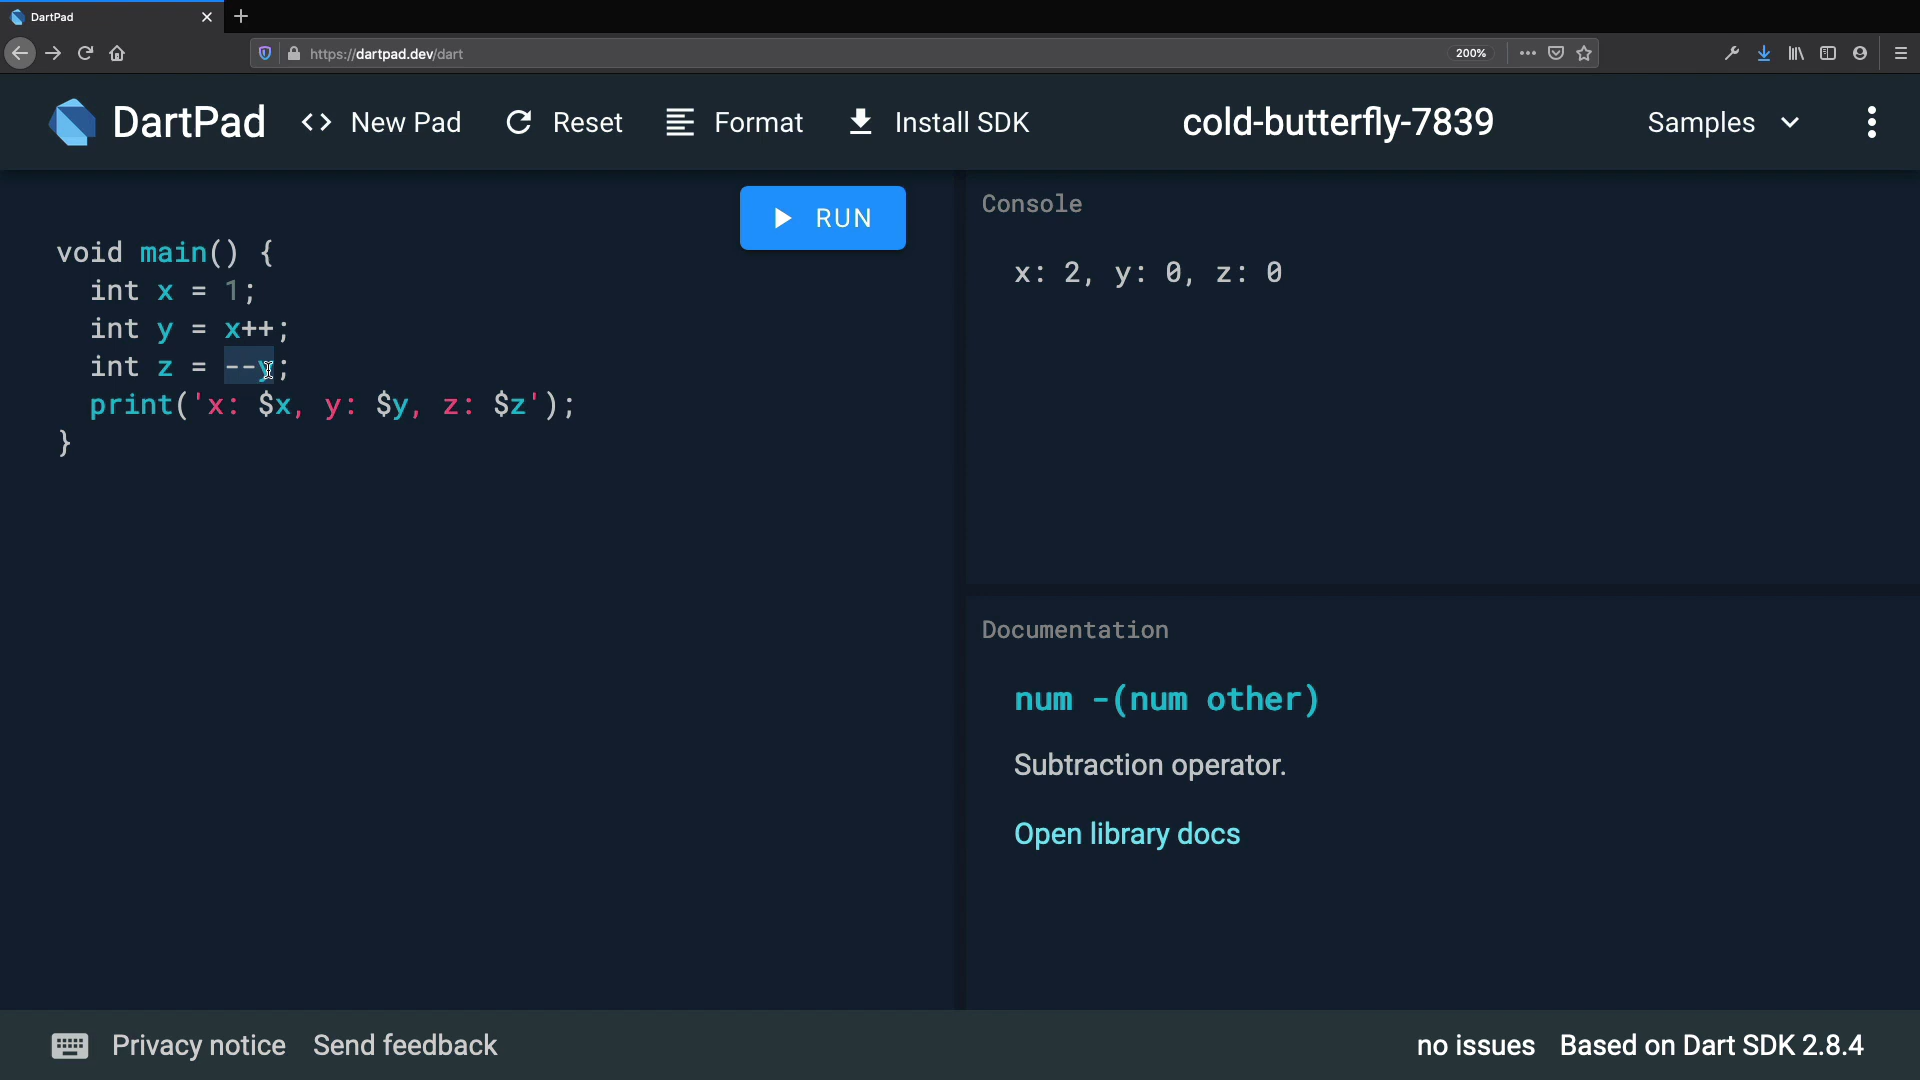 DartPad
https://dartpad.dev/dart
200%
DartPad
<> New Pad
Reset
Format
Install SDK
cold-butterfly-7839
Samples
RUN
void main() {
  int x = 1;
  int y = x++;
  int z = --y;
  print('x: $x, y: $y, z: $z');
}
Console
x: 2, y: 0, z: 0
Documentation
num -(num other)
Subtraction operator.
Open library docs
Privacy notice
Send feedback
no issues
Based on Dart SDK 2.8.4